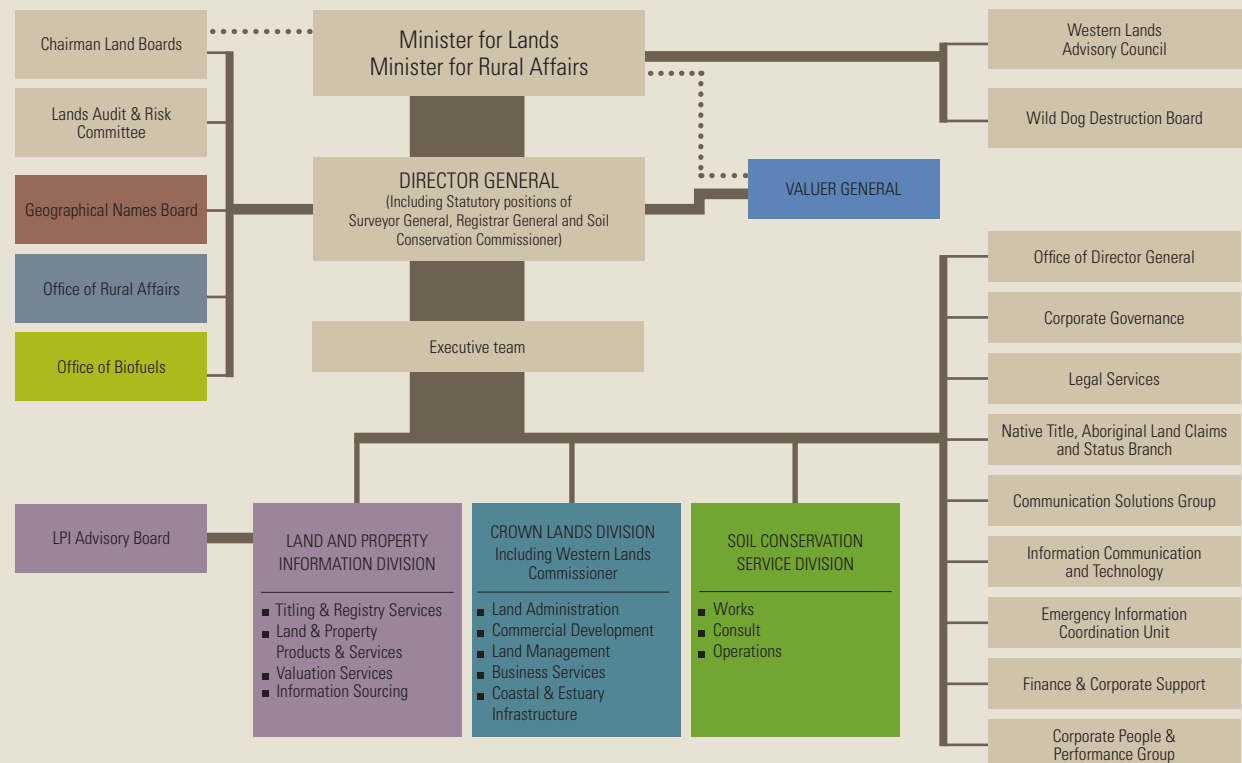 Chairman Land Boards
Lands Audit & Risk
Committee
Geographical Names Board
Office of Rural Affairs
Office of Biofuels
Minister for Lands
Minister for Rural Affairs
DIRECTOR GENERAL
(Including Statutory positions of
Surveyor General, Registrar General and Soil
Conservation Commissioner)
Executive team
VALUER GENERAL
Western Lands
Advisory Council
Wild Dog Destruction Board
Office of Director General
Corporate Governance
Legal Services
Native Title, Aboriginal Land Claims
and Status Branch
Communication Solutions Group
Information Communication
and Technology
Emergency Information
Coordination Unit
Finance & Corporate Support
Corporate People &
Performance Group
LPI Advisory Board
LAND AND PROPERTY
INFORMATION DIVISION
■ Titling & Registry Services
■ Land & Property
Products & Services
■ Valuation Services
■ Information Sourcing
CROWN LANDS DIVISION
Including Western Lands
Commissioner
■ Land Administration
■ Commercial Development
■ Land Management
■ Business Services
■ Coastal & Estuary
Infrastructure
SOIL CONSERVATION
SERVICE DIVISION
■ Works
■ Consult
■ Operations